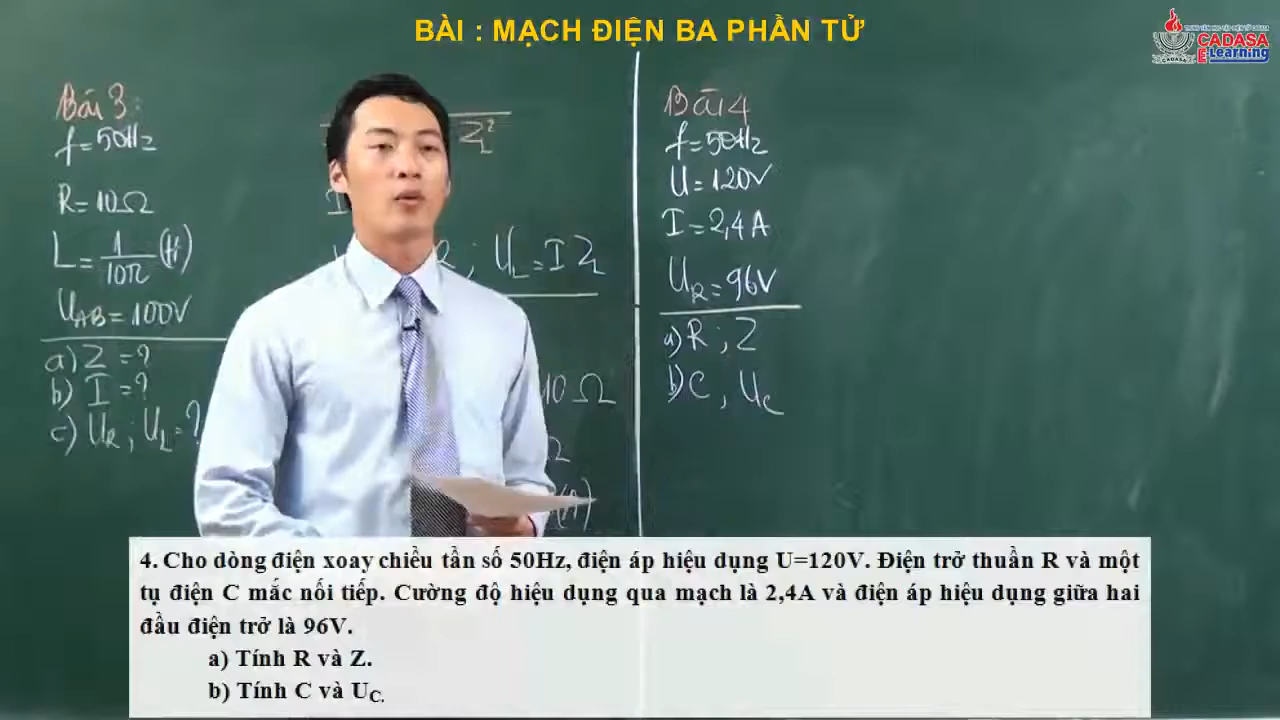 BÀI : MẠCH ĐIỆN BA PHẦN TỬ
CADASA
E Learning
CADASA
Bài 3:
f = 50Hz
R = 10Ω
L = 1/10π (H)
U_AB = 100V
a) Z = ?
b) I = ?
c) U_R ; U_L = ?
Z_L²
I
; U_L = I Z_L
10 Ω
Ω
(A)
Bài 4
f = 50Hz
U = 120V
I = 2,4A
U_R = 96V
a) R ; Z
b) C , U_C
4. Cho dòng điện xoay chiều tần số 50Hz, điện áp hiệu dụng U=120V. Điện trở thuần R và một
tụ điện C mắc nối tiếp. Cường độ hiệu dụng qua mạch là 2,4A và điện áp hiệu dụng giữa hai
đầu điện trở là 96V.
a) Tính R và Z.
b) Tính C và U_C.